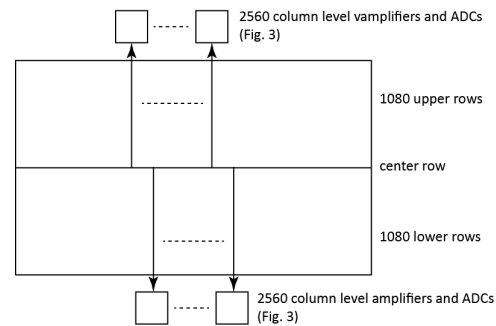 2560 column level vamplifiers and ADCs
(Fig. 3)
1080 upper rows
center row
1080 lower rows
2560 column level amplifiers and ADCs
(Fig. 3)